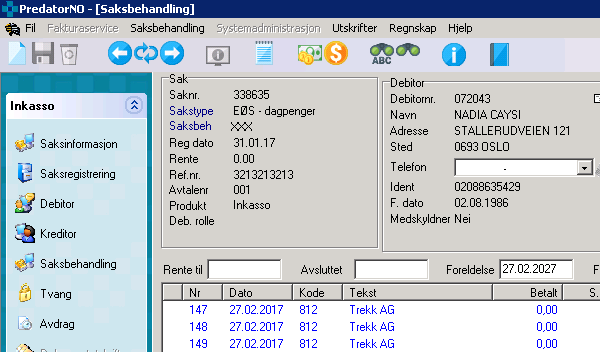 PredatorNO - [Saksbehandling]
Fil Fakturaservice Saksbehandling Systemadministrasjon Utskrifter Regnskap Hjelp
ABC
Inkasso
Saksinformasjon
Saksregistrering
Debitor
Kreditor
Saksbehandling
Tvang
Avdrag
Sak
Saknr. 338635
Sakstype EØS - dagpenger
Saksbeh XXX
Reg dato 31.01.17
Rente 0.00
Ref.nr. 3213213213
Avtalenr 001
Produkt Inkasso
Deb. rolle
Debitor
Debitornr. 072043
Navn NADIA CAYSI
Adresse STALLERUDVEIEN 121
Sted 0693 OSLO
Telefon -
Ident 02088635429
F. dato 02.08.1986
Medskyldner Nei
Rente til Avsluttet Foreldelse 27.02.2027 F
Nr Dato Kode Tekst Betalt S.
147 27.02.2017 812 Trekk AG 0,00
148 27.02.2017 812 Trekk AG 0,00
149 27.02.2017 812 Trekk AG 0,00